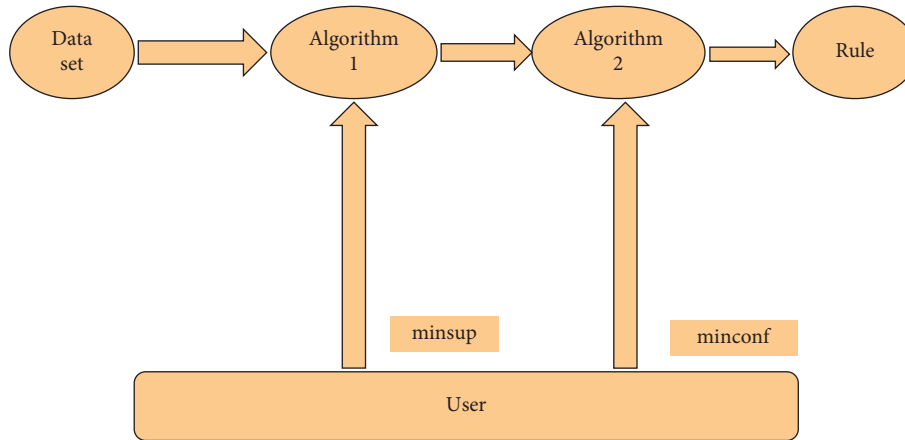 Data
set
Algorithm
1
Algorithm
2
Rule
minsup
minconf
User